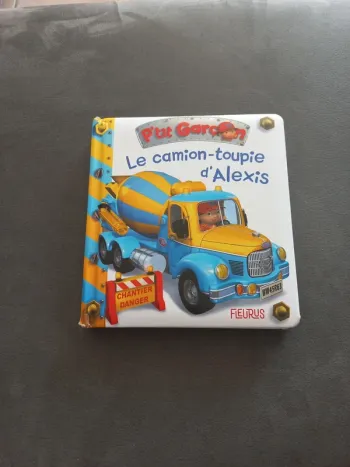 P'tit Garçon
Le camion-toupie
d'Alexis
CHANTIER
DANGER
FLEURUS